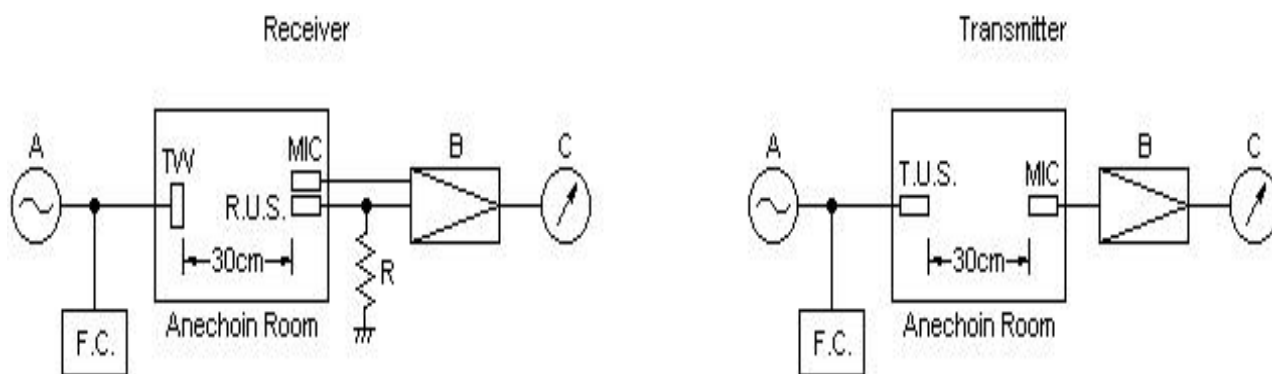 Receiver
A
TW
MIC
R.U.S.
30cm
R
B
C
F.C.
Anechoin Room
Transmitter
A
T.U.S.
MIC
30cm
B
C
F.C.
Anechoin Room